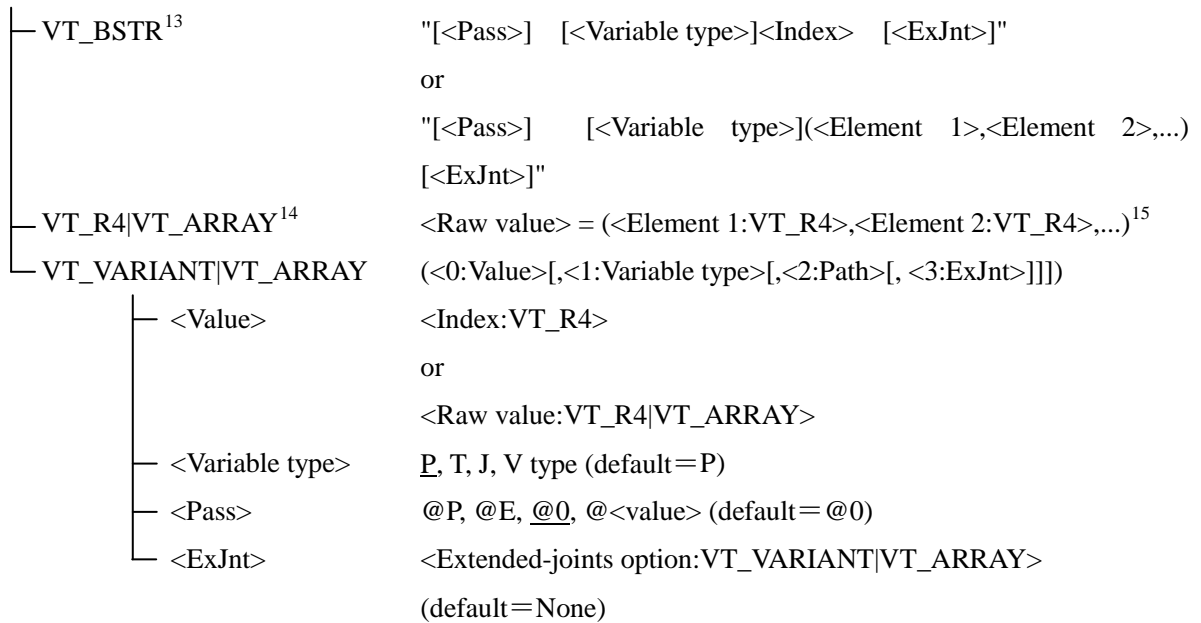 VT_BSTR13 "[<Pass>] [<Variable type>]<Index> [<ExJnt>]"
or
"[<Pass>] [<Variable type>](<Element 1>,<Element 2>,...)
[<ExJnt>]"
VT_R4|VT_ARRAY14 <Raw value> = (<Element 1:VT_R4>,<Element 2:VT_R4>,...)15
VT_VARIANT|VT_ARRAY (<0:Value>[,<1:Variable type>[,<2:Path>[, <3:ExJnt>]]])
<Value> <Index:VT_R4>
or
<Raw value:VT_R4|VT_ARRAY>
<Variable type> P, T, J, V type (default＝P)
<Pass> @P, @E, @0, @<value> (default＝@0)
<ExJnt> <Extended-joints option:VT_VARIANT|VT_ARRAY>
(default＝None)